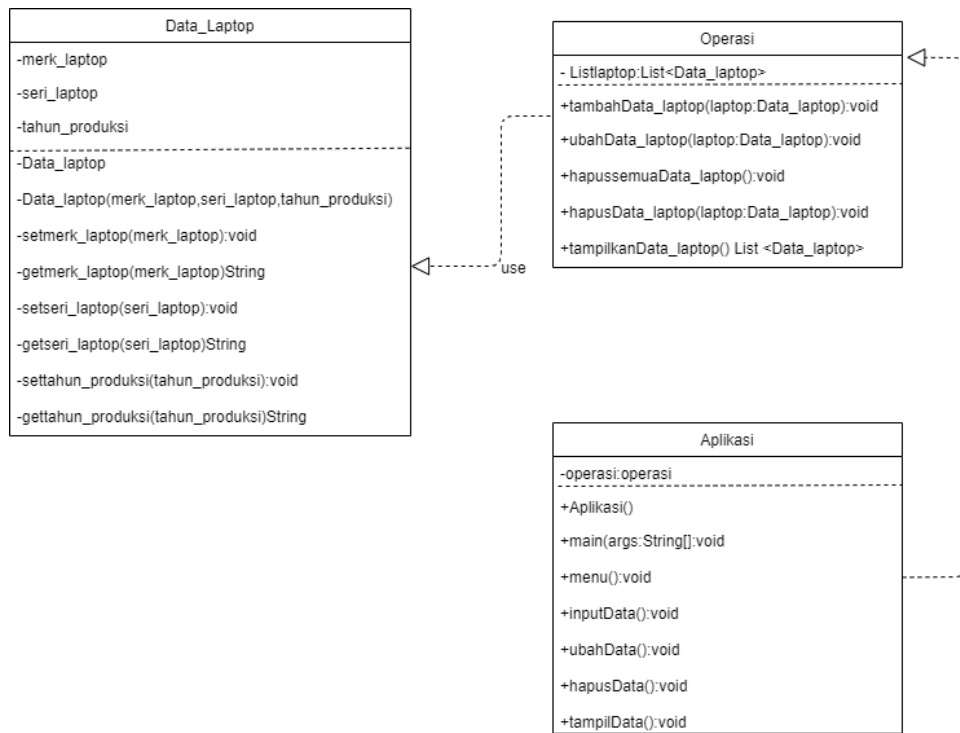 Data_Laptop
-merk_laptop
-seri_laptop
-tahun_produksi
-Data_laptop
-Data_laptop(merk_laptop,seri_laptop,tahun_produksi)
-setmerk_laptop(merk_laptop):void
-getmerk_laptop(merk_laptop)String
-setseri_laptop(seri_laptop):void
-getseri_laptop(seri_laptop)String
-settahun_produksi(tahun_produksi):void
-gettahun_produksi(tahun_produksi)String
use
Operasi
- Listlaptop:List<Data_laptop>
+tambahData_laptop(laptop:Data_laptop):void
+ubahData_laptop(laptop:Data_laptop):void
+hapussemuaData_laptop():void
+hapusData_laptop(laptop:Data_laptop):void
+tampilkanData_laptop() List <Data_laptop>
Aplikasi
-operasi:operasi
+Aplikasi()
+main(args:String[]:void
+menu():void
+inputData():void
+ubahData():void
+hapusData():void
+tampilData():void